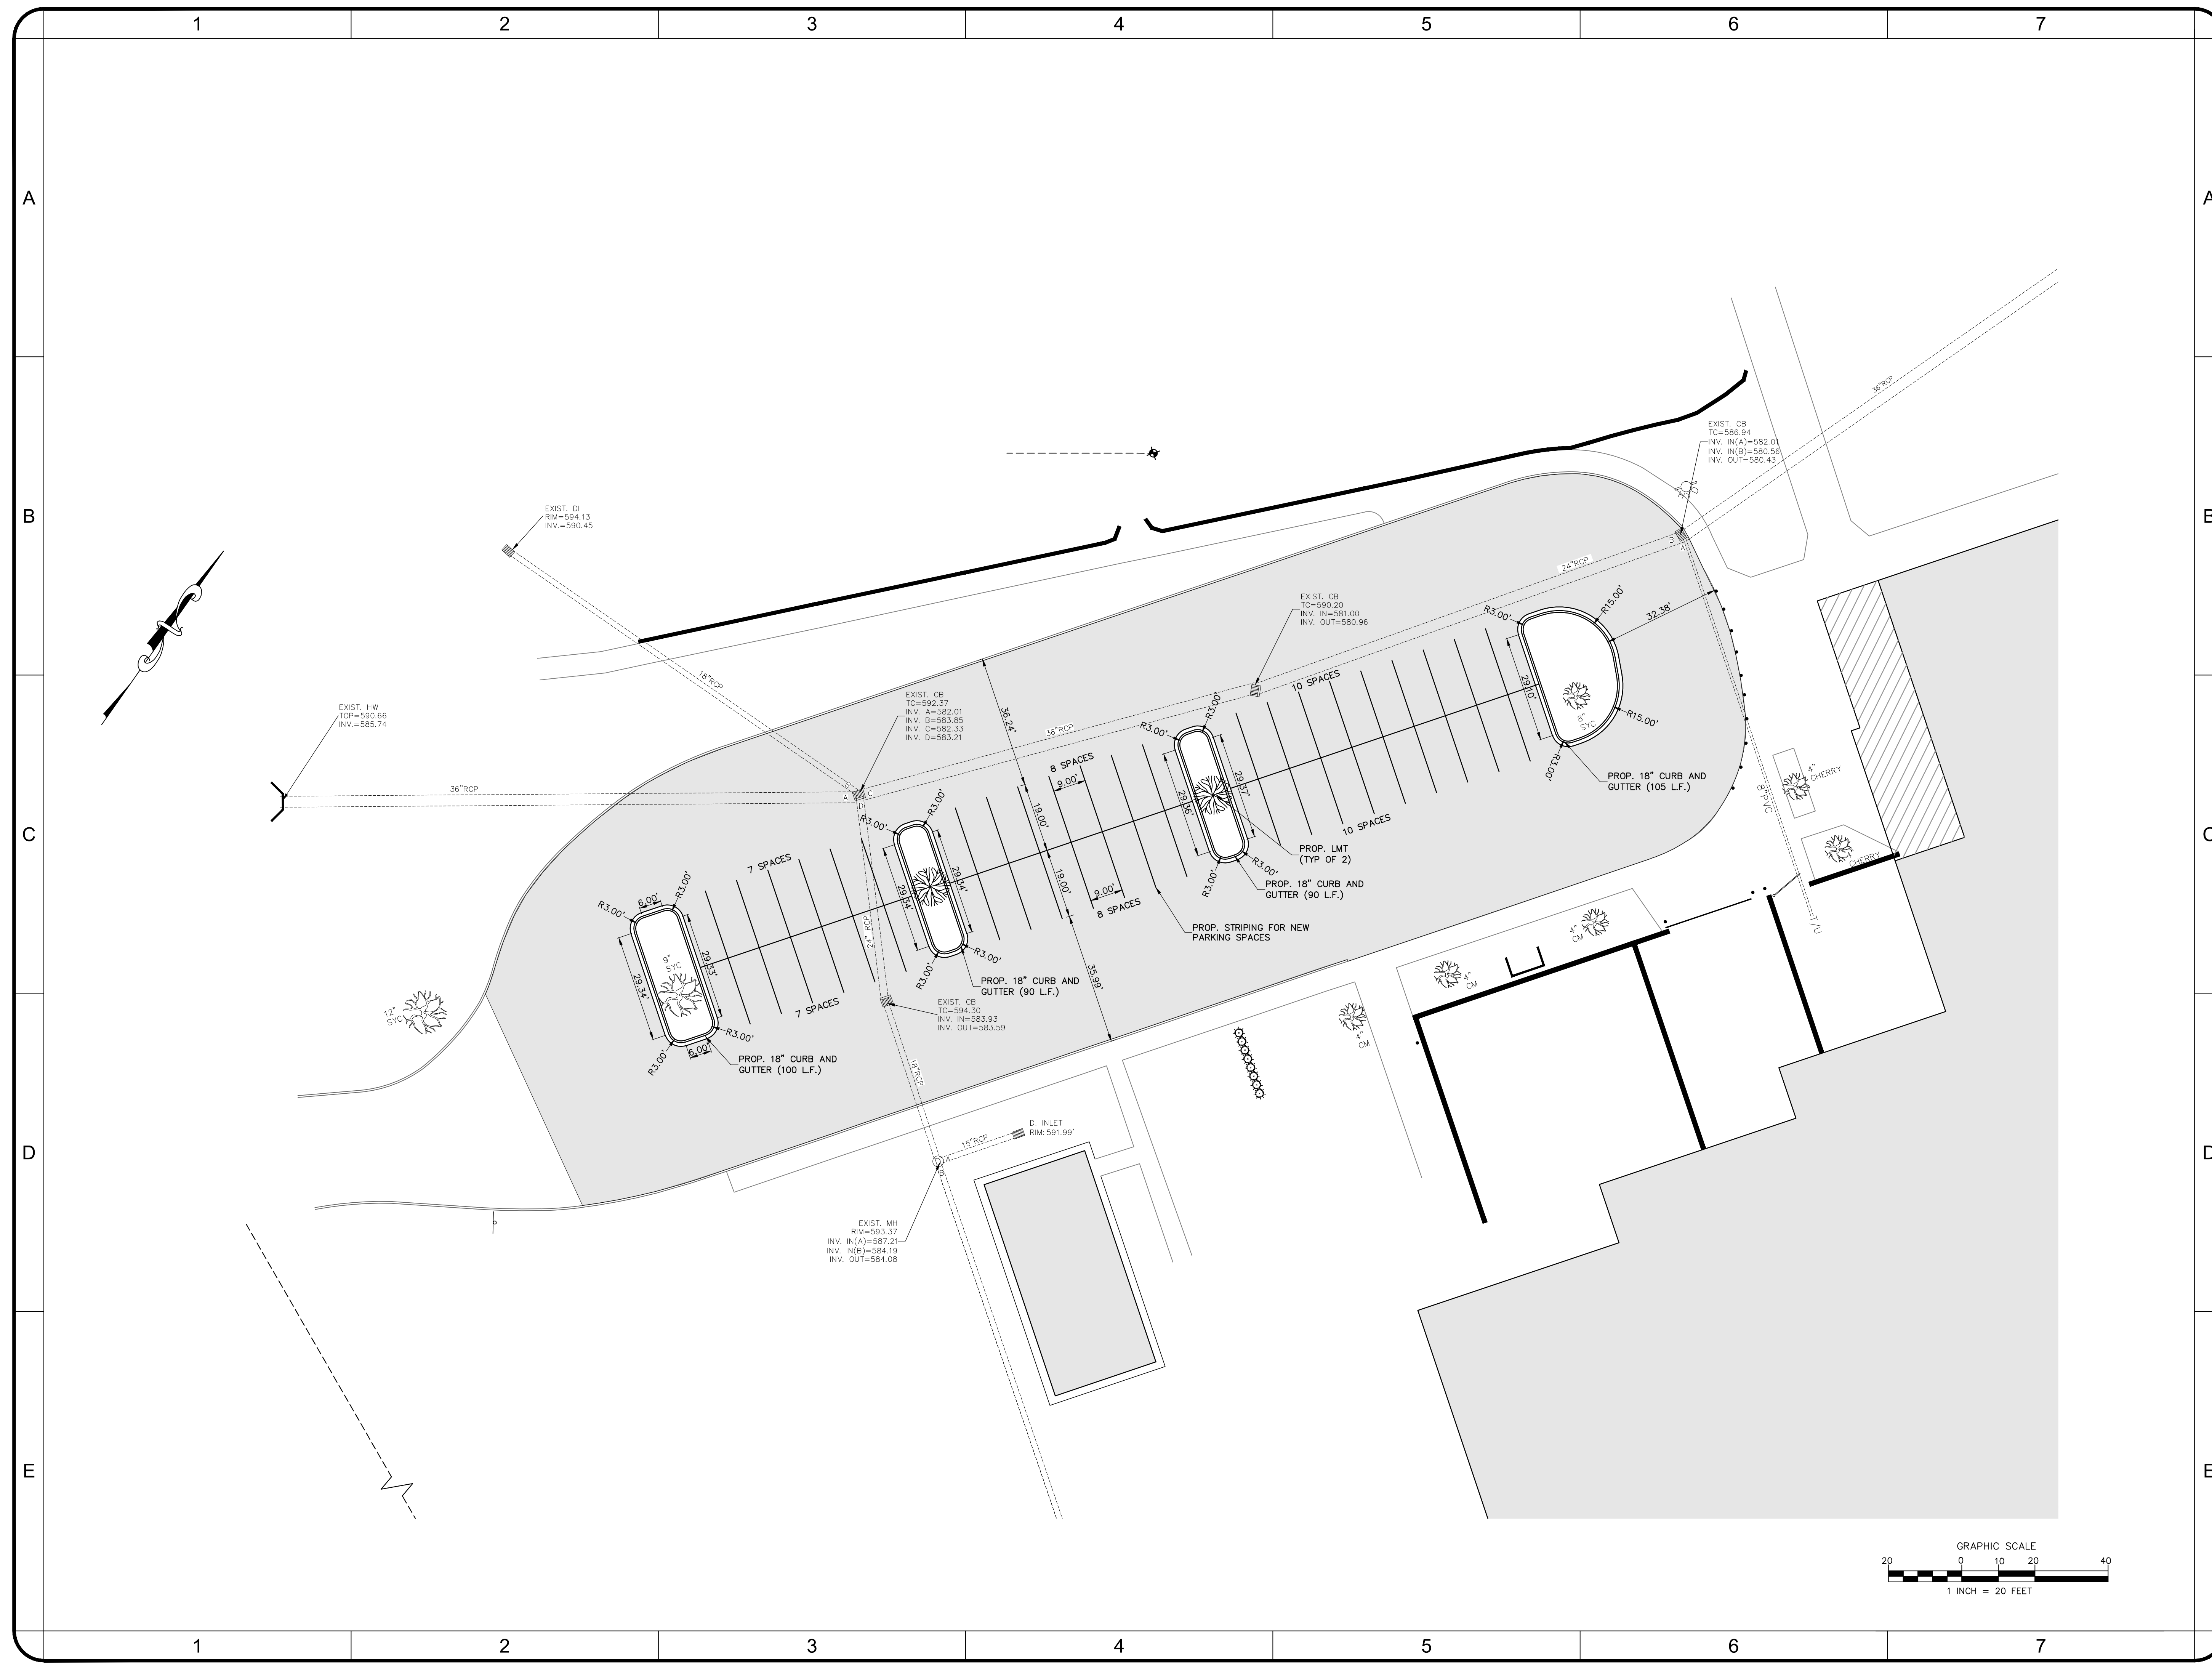 1 2 3 4 5 6 7
A
A
B
B
C
C
D
D
E
E
36"RCP
EXIST. CB
TC=586.94
INV. IN(A)=582.01
INV. IN(B)=580.56
INV. OUT=580.43
B
A
EXIST. DI
RIM=594.13
INV.=590.45
18"RCP
24"RCP
EXIST. CB
TC=590.20
INV. IN=581.00
INV. OUT=580.96
R3.00'
R15.00'
32.38'
29.10'
8"
SYC
R15.00'
R3.00'
PROP. 18" CURB AND
GUTTER (105 L.F.)
EXIST. HW
TOP=590.66
INV.=585.74
36"RCP
EXIST. CB
TC=592.37
INV. A=582.01
INV. B=583.85
INV. C=582.33
INV. D=583.21
B
A
C
D
36.24'
36"RCP
10 SPACES
10 SPACES
8 SPACES
9.00'
19.00'
19.00'
9.00'
8 SPACES
R3.00'
R3.00'
29.36'
29.37'
R3.00'
R3.00'
PROP. LMT
(TYP OF 2)
PROP. 18" CURB AND
GUTTER (90 L.F.)
PROP. STRIPING FOR NEW
PARKING SPACES
8"PVC
4"
CHERRY
4"
CHERRY
T/U
R3.00'
R3.00'
29.34'
29.34'
R3.00'
R3.00'
PROP. 18" CURB AND
GUTTER (90 L.F.)
7 SPACES
7 SPACES
24" RCP
6.00'
R3.00'
R3.00'
9"
SYC
29.34'
29.33'
R3.00'
R3.00'
6.00'
PROP. 18" CURB AND
GUTTER (100 L.F.)
12"
SYC
35.99'
EXIST. CB
TC=594.30
INV. IN=583.93
INV. OUT=583.59
18"RCP
4"
CM
4"
CM
4"
CM
15"RCP
D. INLET
RIM:591.99'
A
B
EXIST. MH
RIM=593.37
INV. IN(A)=587.21
INV. IN(B)=584.19
INV. OUT=584.08
GRAPHIC SCALE
20 0 10 20 40
1 INCH = 20 FEET
1 2 3 4 5 6 7